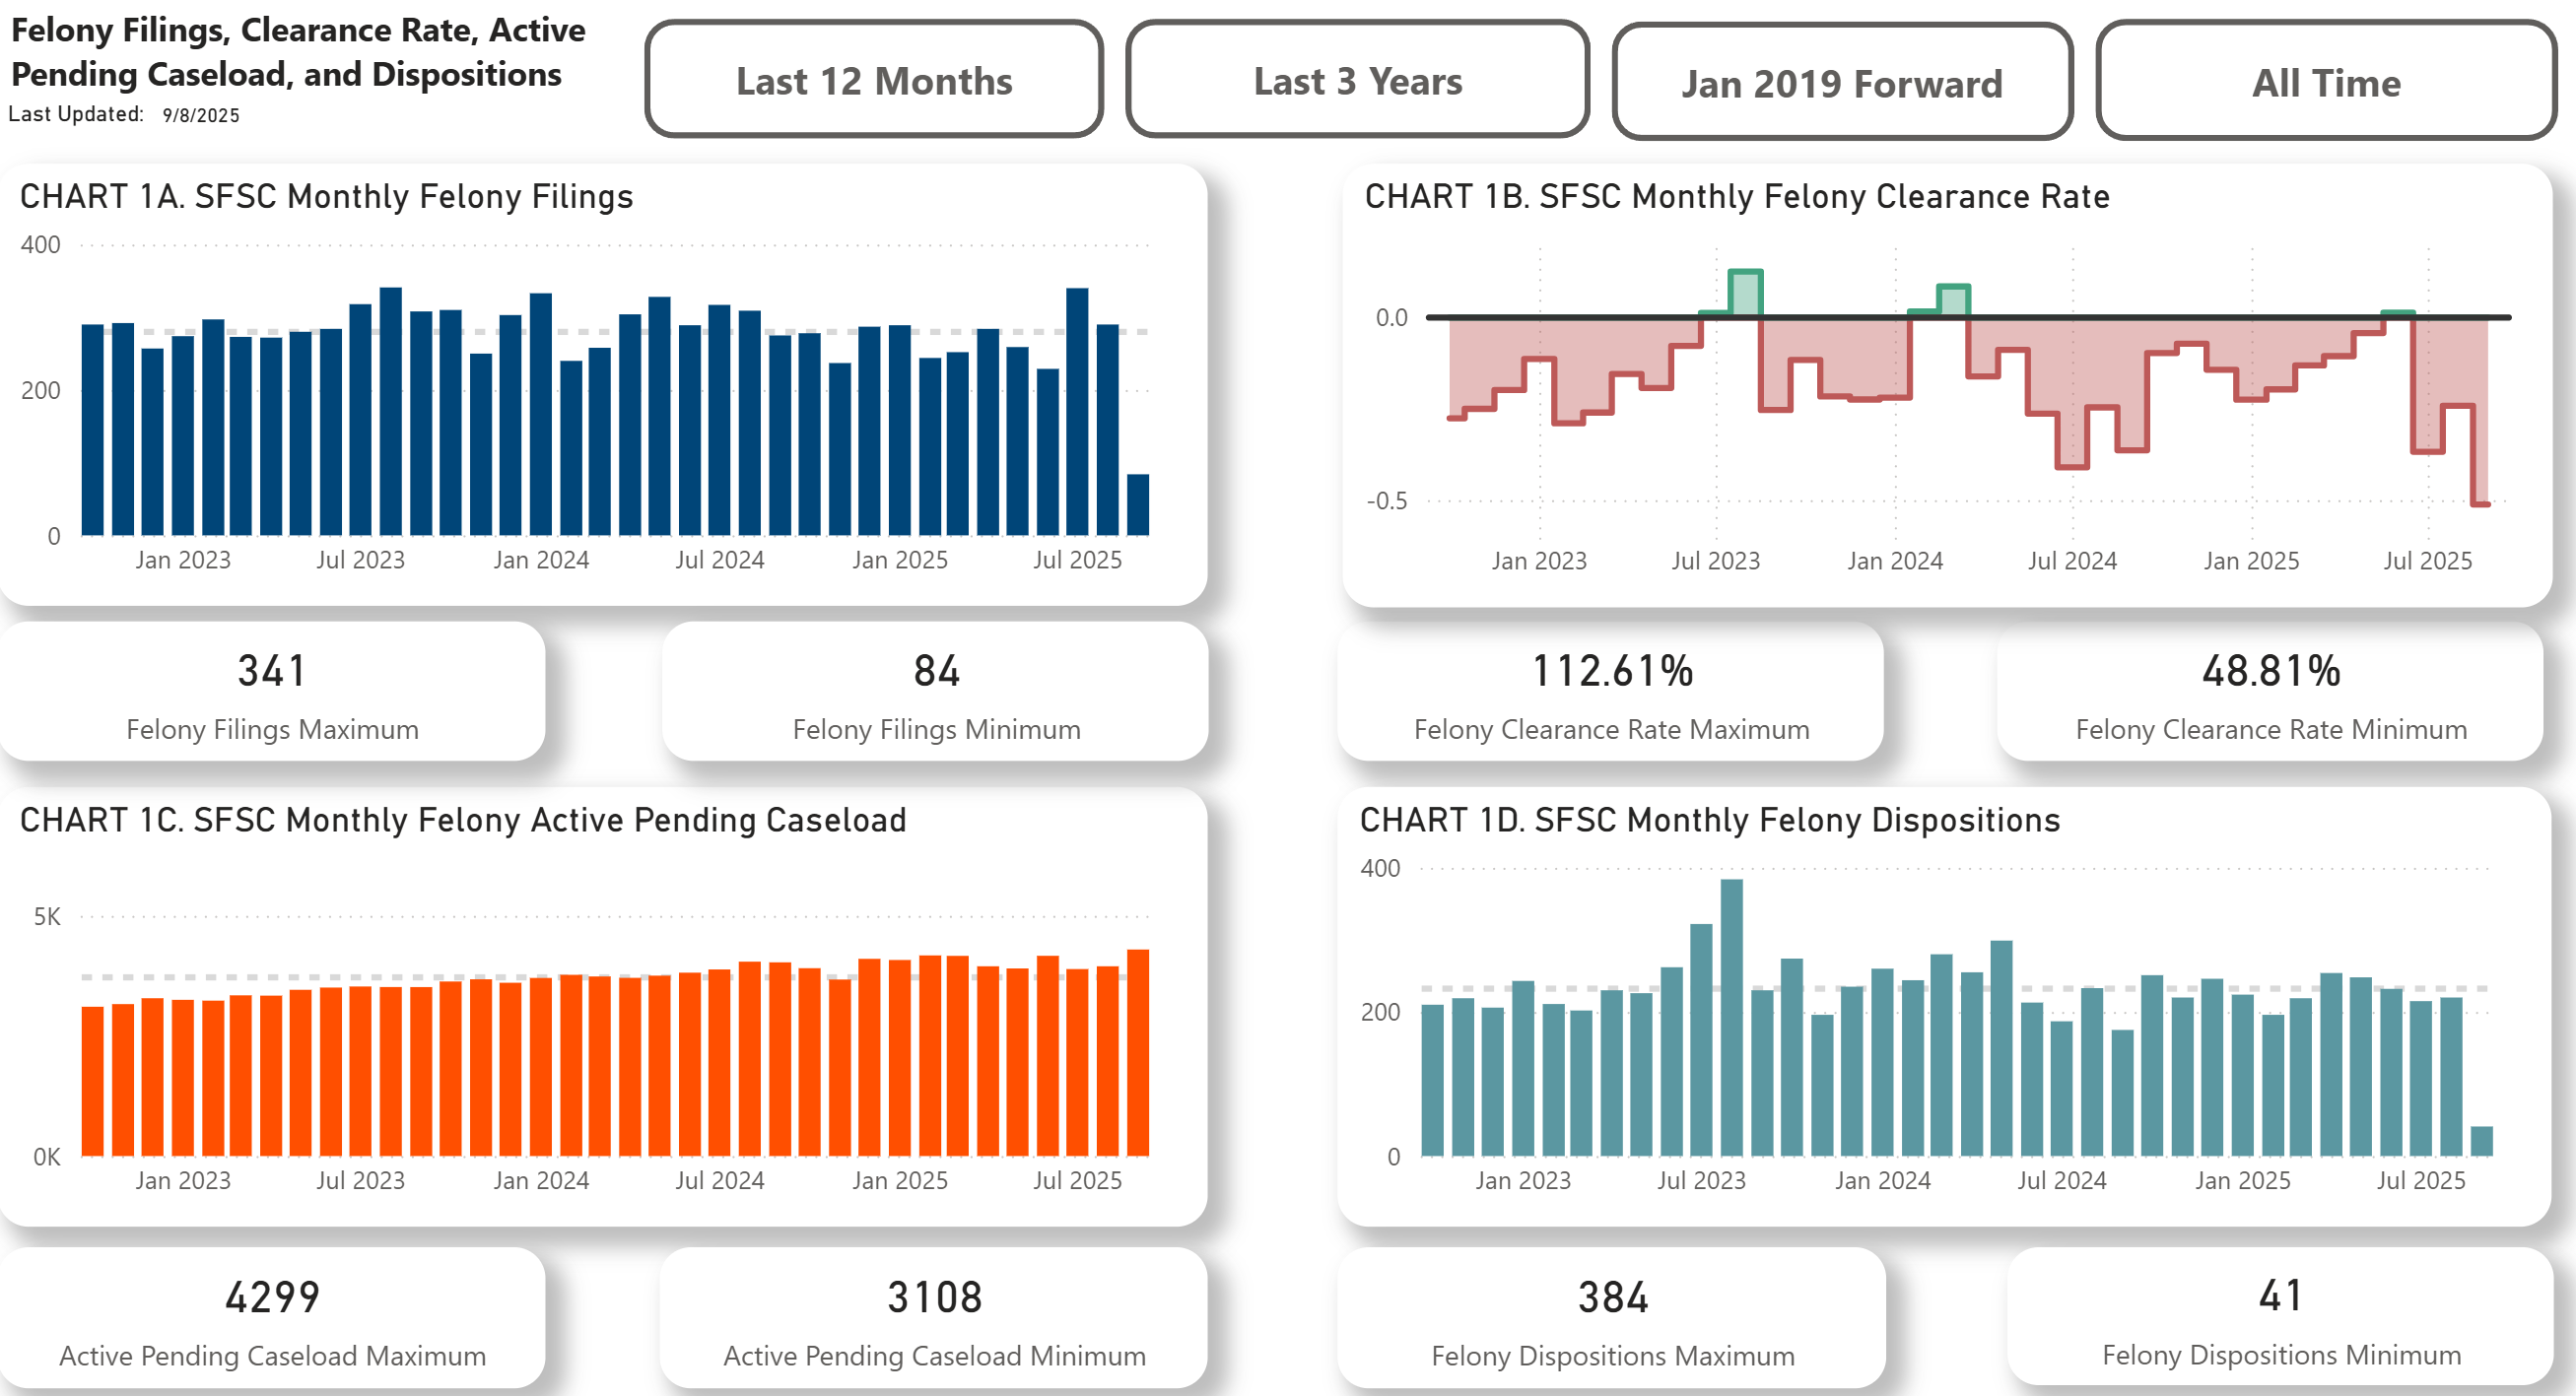 Felony Filings, Clearance Rate, Active
Pending Caseload, and Dispositions
Last Updated: 9/8/2025
Last 12 Months
Last 3 Years
Jan 2019 Forward
All Time
CHART 1A. SFSC Monthly Felony Filings
400
200
0
Jan 2023 Jul 2023 Jan 2024 Jul 2024 Jan 2025 Jul 2025
CHART 1B. SFSC Monthly Felony Clearance Rate
0.0
-0.5
Jan 2023 Jul 2023 Jan 2024 Jul 2024 Jan 2025 Jul 2025
341
Felony Filings Maximum
84
Felony Filings Minimum
112.61%
Felony Clearance Rate Maximum
48.81%
Felony Clearance Rate Minimum
CHART 1C. SFSC Monthly Felony Active Pending Caseload
5K
0K
Jan 2023 Jul 2023 Jan 2024 Jul 2024 Jan 2025 Jul 2025
CHART 1D. SFSC Monthly Felony Dispositions
400
200
0
Jan 2023 Jul 2023 Jan 2024 Jul 2024 Jan 2025 Jul 2025
4299
Active Pending Caseload Maximum
3108
Active Pending Caseload Minimum
384
Felony Dispositions Maximum
41
Felony Dispositions Minimum